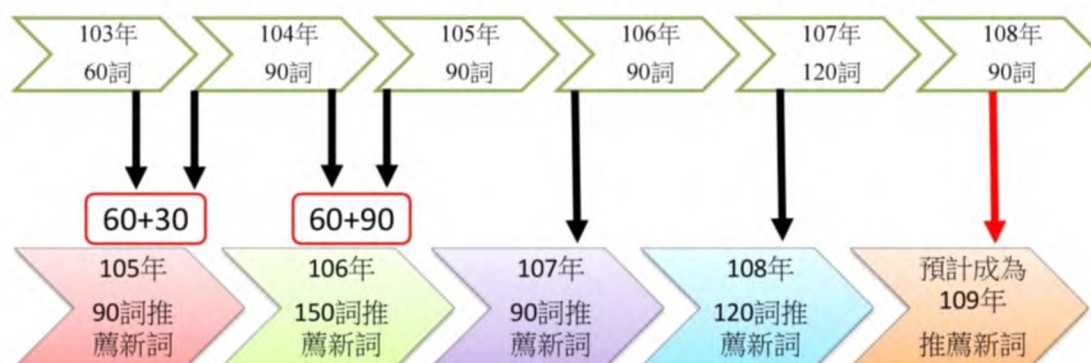 103年
60詞
104年
90詞
105年
90詞
106年
90詞
107年
120詞
108年
90詞
60+30
60+90
105年
90詞推
薦新詞
106年
150詞推
薦新詞
107年
90詞推
薦新詞
108年
120詞推
薦新詞
預計成為
109年
推薦新詞